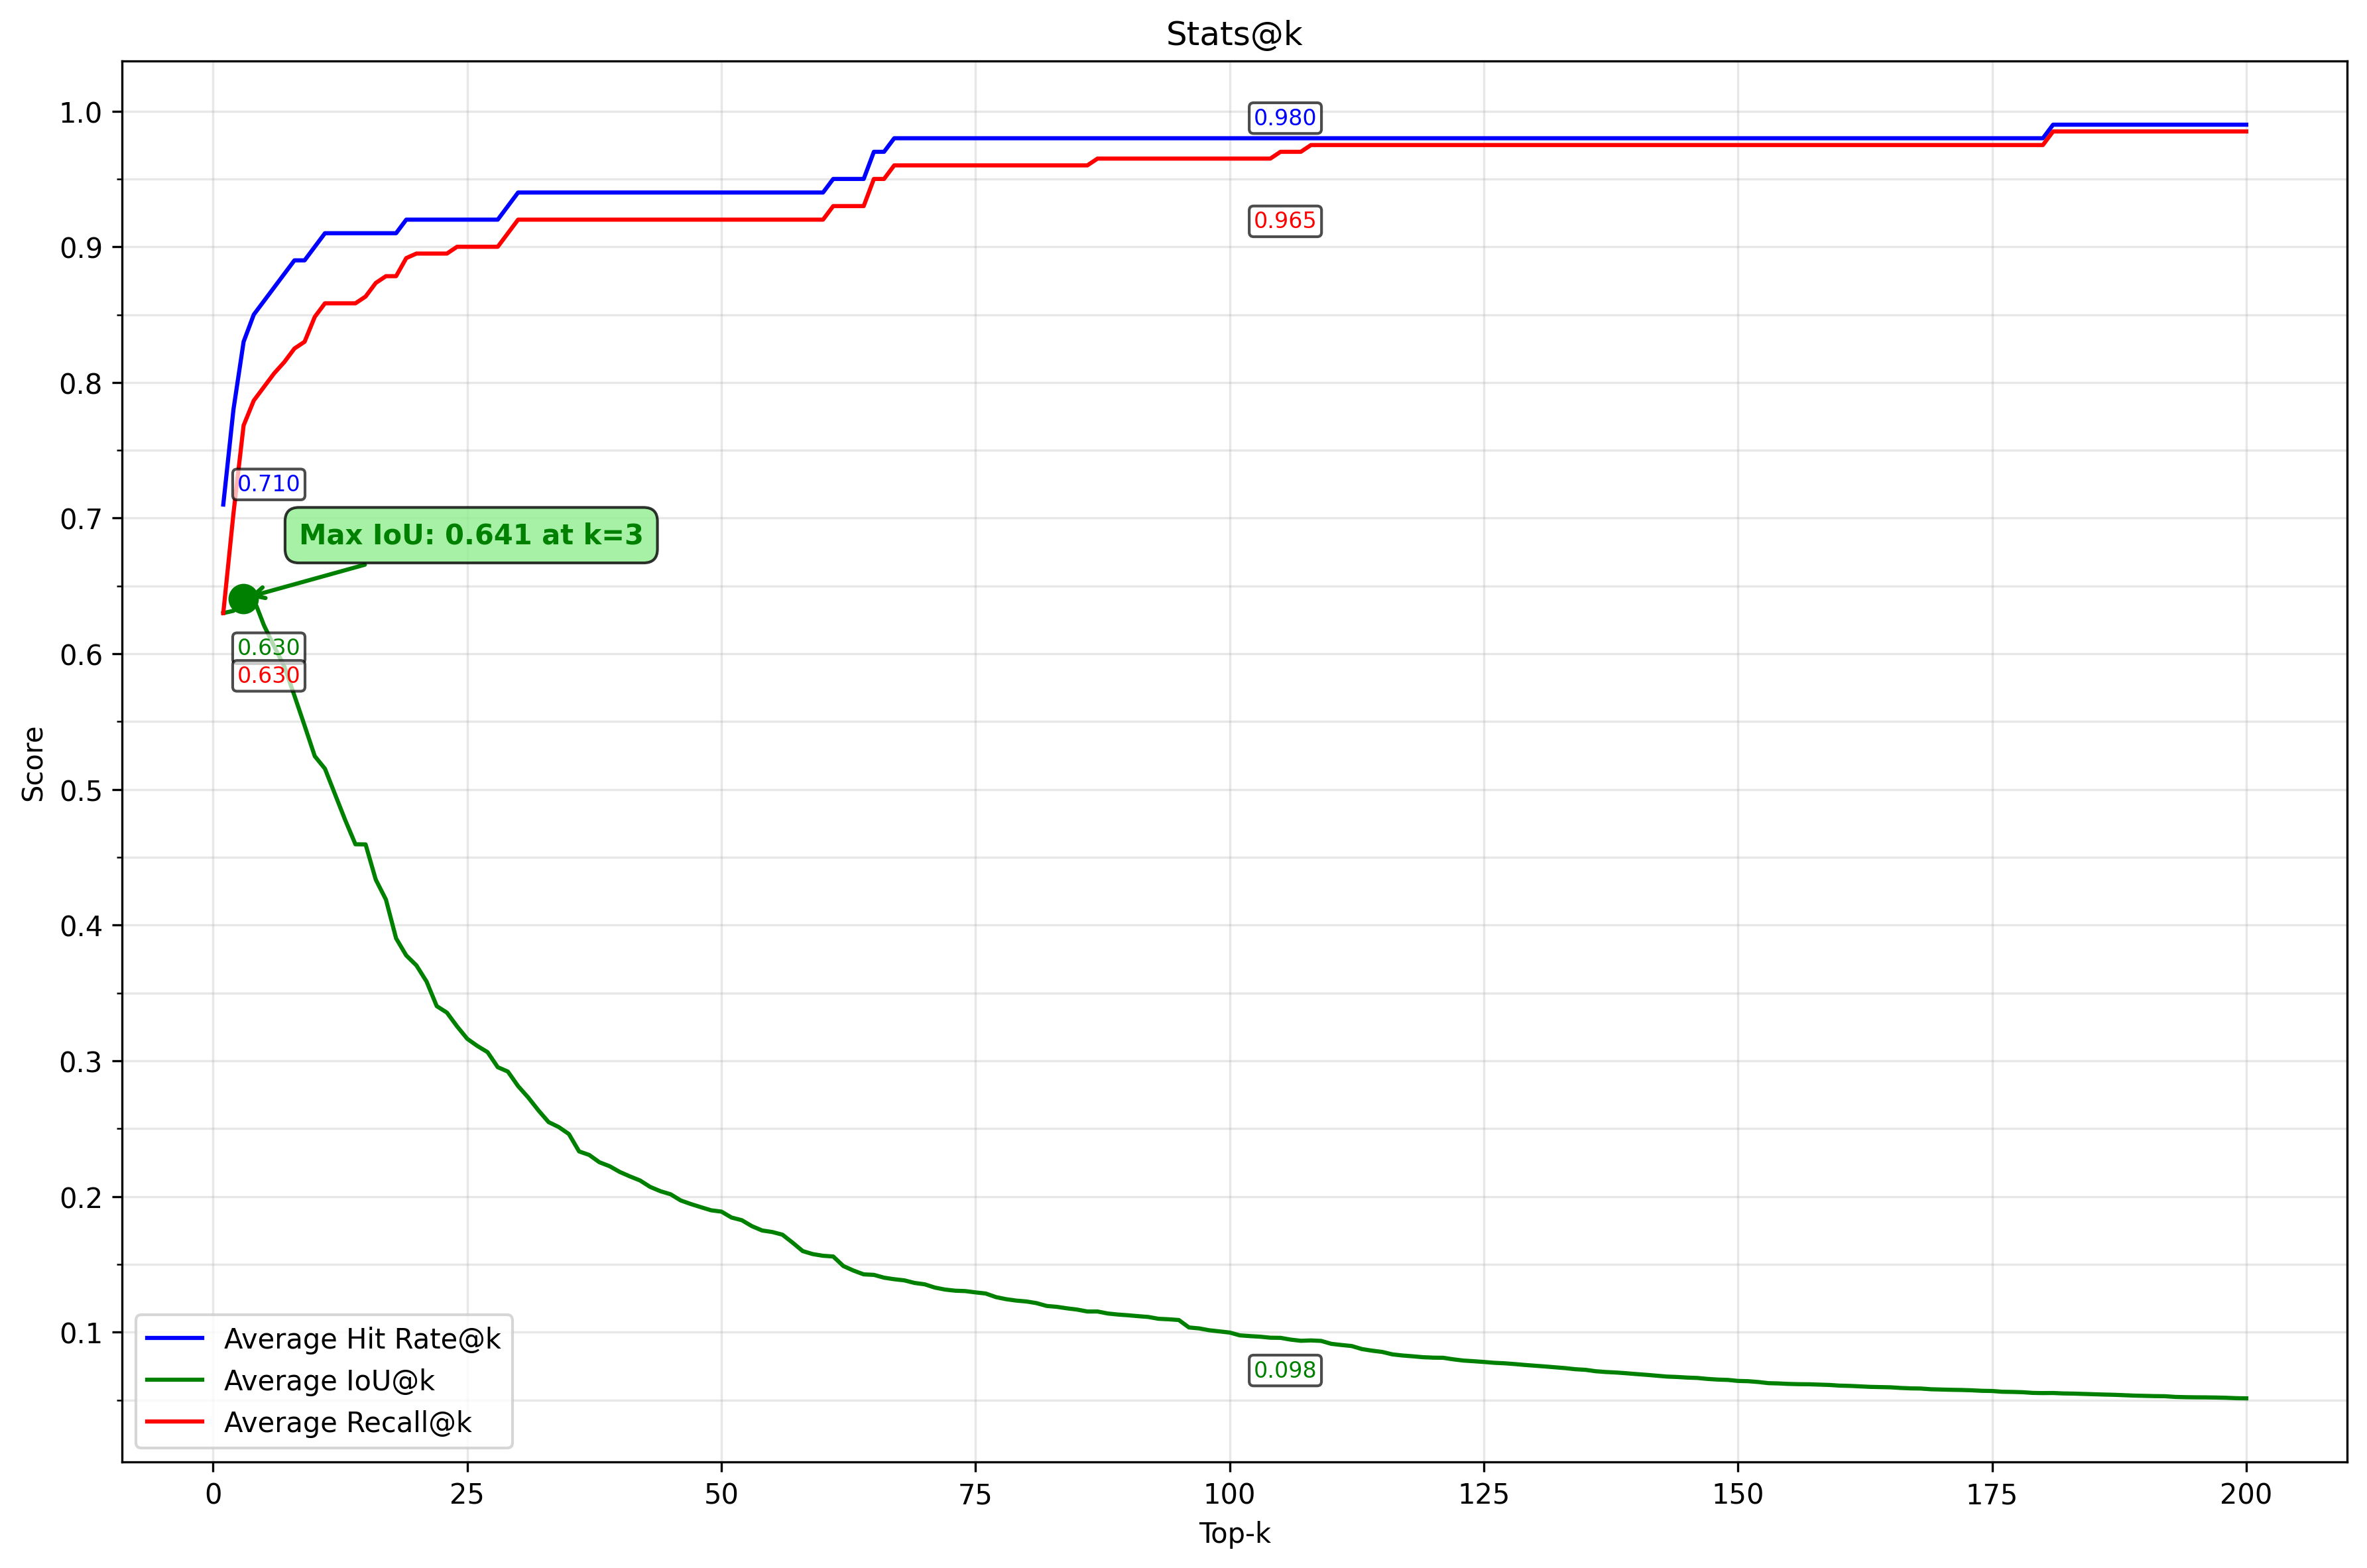 Stats@k
Score
1.0
0.9
0.8
0.7
0.6
0.5
0.4
0.3
0.2
0.1
0.980
0.965
0.710
Max IoU: 0.641 at k=3
0.630
0.630
0.098
Average Hit Rate@k
Average IoU@k
Average Recall@k
0 25 50 75 100 125 150 175 200
Top-k